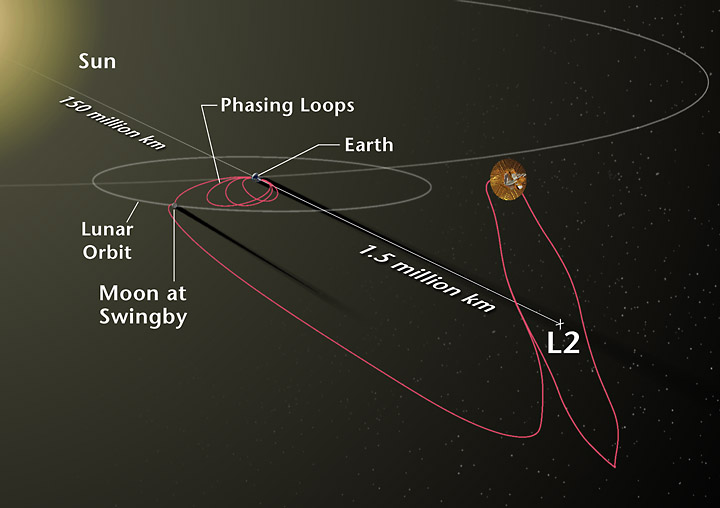 Sun
150 million km
Phasing Loops
Earth
Lunar
Orbit
Moon at
Swingby
1.5 million km
L2